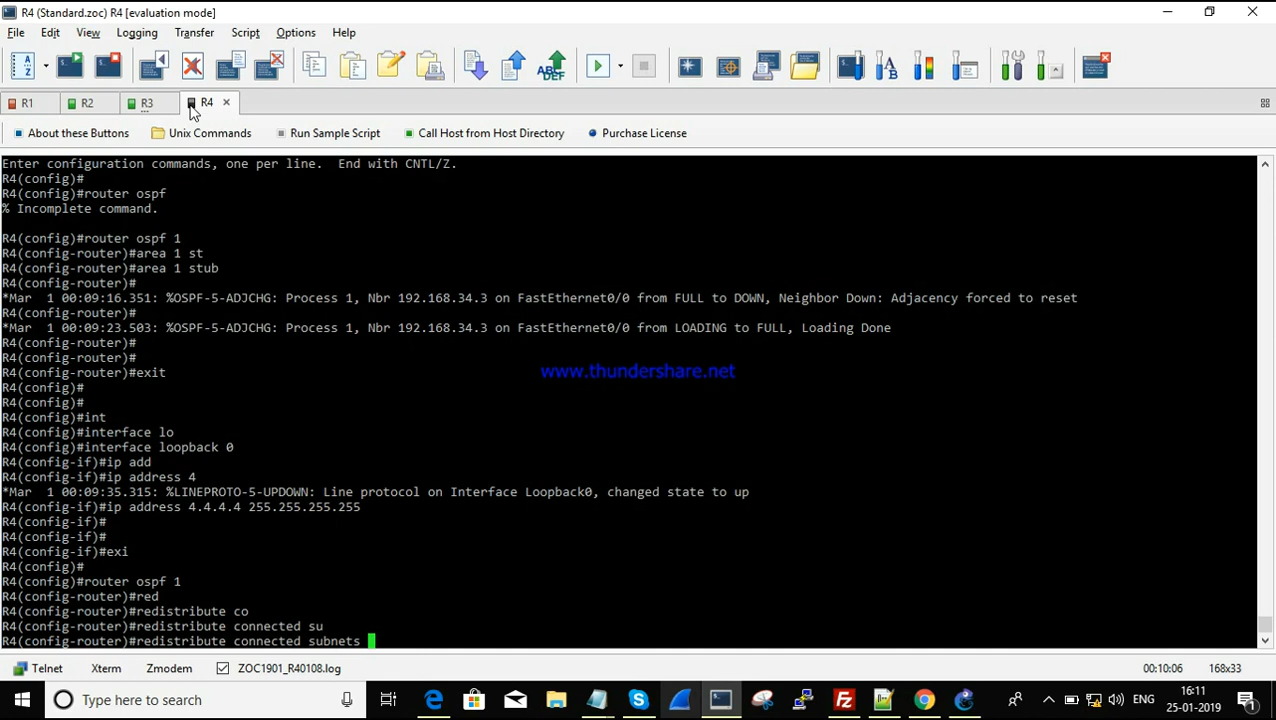 R4 (Standard.zoc) R4 [evaluation mode]
File Edit View Logging Transfer Script Options Help
R1 R2 R3 R4
About these Buttons Unix Commands Run Sample Script Call Host from Host Directory Purchase License
Enter configuration commands, one per line.  End with CNTL/Z.
R4(config)#
R4(config)#router ospf
% Incomplete command.
R4(config)#router ospf 1
R4(config-router)#area 1 st
R4(config-router)#area 1 stub
R4(config-router)#
*Mar  1 00:09:16.351: %OSPF-5-ADJCHG: Process 1, Nbr 192.168.34.3 on FastEthernet0/0 from FULL to DOWN, Neighbor Down: Adjacency forced to reset
R4(config-router)#
*Mar  1 00:09:23.503: %OSPF-5-ADJCHG: Process 1, Nbr 192.168.34.3 on FastEthernet0/0 from LOADING to FULL, Loading Done
R4(config-router)#
R4(config-router)#
R4(config-router)#exit
www.thundershare.net
R4(config)#
R4(config)#
R4(config)#int
R4(config)#interface lo
R4(config)#interface loopback 0
R4(config-if)#ip add
R4(config-if)#ip address 4
*Mar  1 00:09:35.315: %LINEPROTO-5-UPDOWN: Line protocol on Interface Loopback0, changed state to up
R4(config-if)#ip address 4.4.4.4 255.255.255.255
R4(config-if)#
R4(config-if)#
R4(config-if)#exi
R4(config)#
R4(config)#router ospf 1
R4(config-router)#red
R4(config-router)#redistribute co
R4(config-router)#redistribute connected su
R4(config-router)#redistribute connected subnets
Telnet Xterm Zmodem ZOC1901_R40108.log 00:10:06 168x33
Type here to search
ENG
16:11
25-01-2019
1